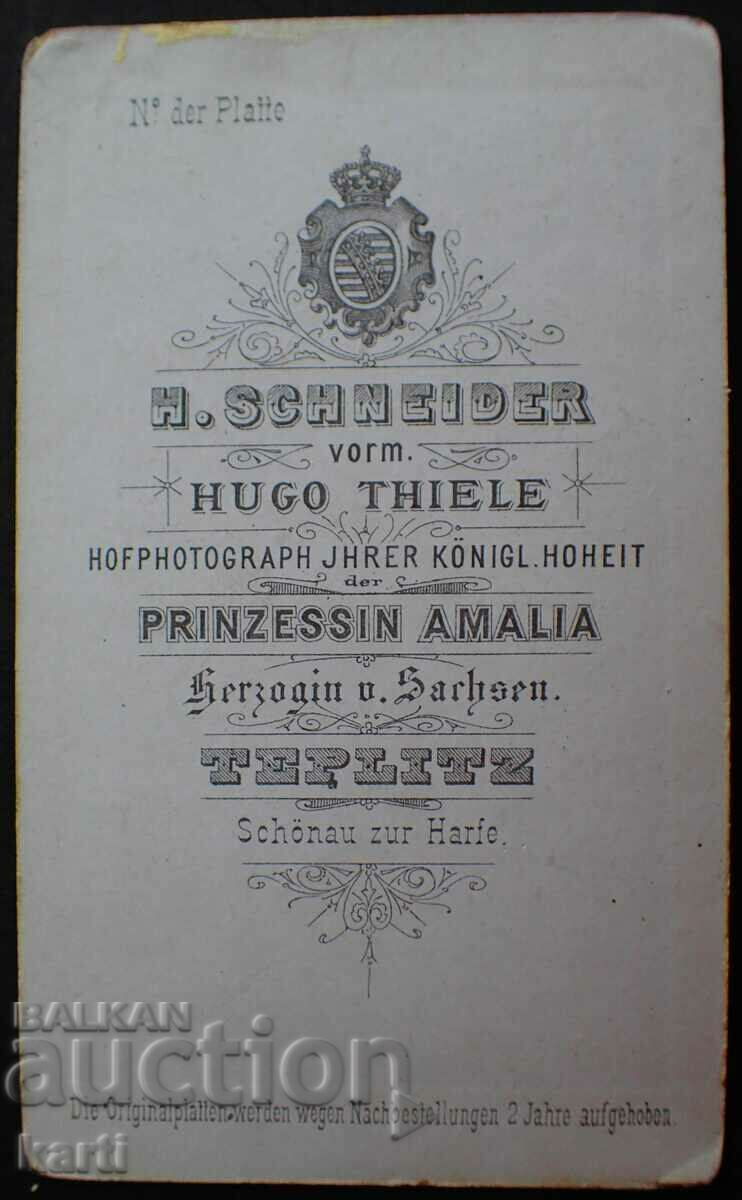 Nº der Platte
H. SCHNEIDER
vorm.
HUGO THIELE
HOFPHOTOGRAPH JHRER KÖNIGL. HOHEIT
der
PRINZESSIN AMALIA
Herzogin v. Sachsen.
TEPLITZ
Schönau zur Harfe.
BALKAN
auction
Die Originalplatten werden wegen Nachbestellungen 2 Jahre aufgehoben.
karti